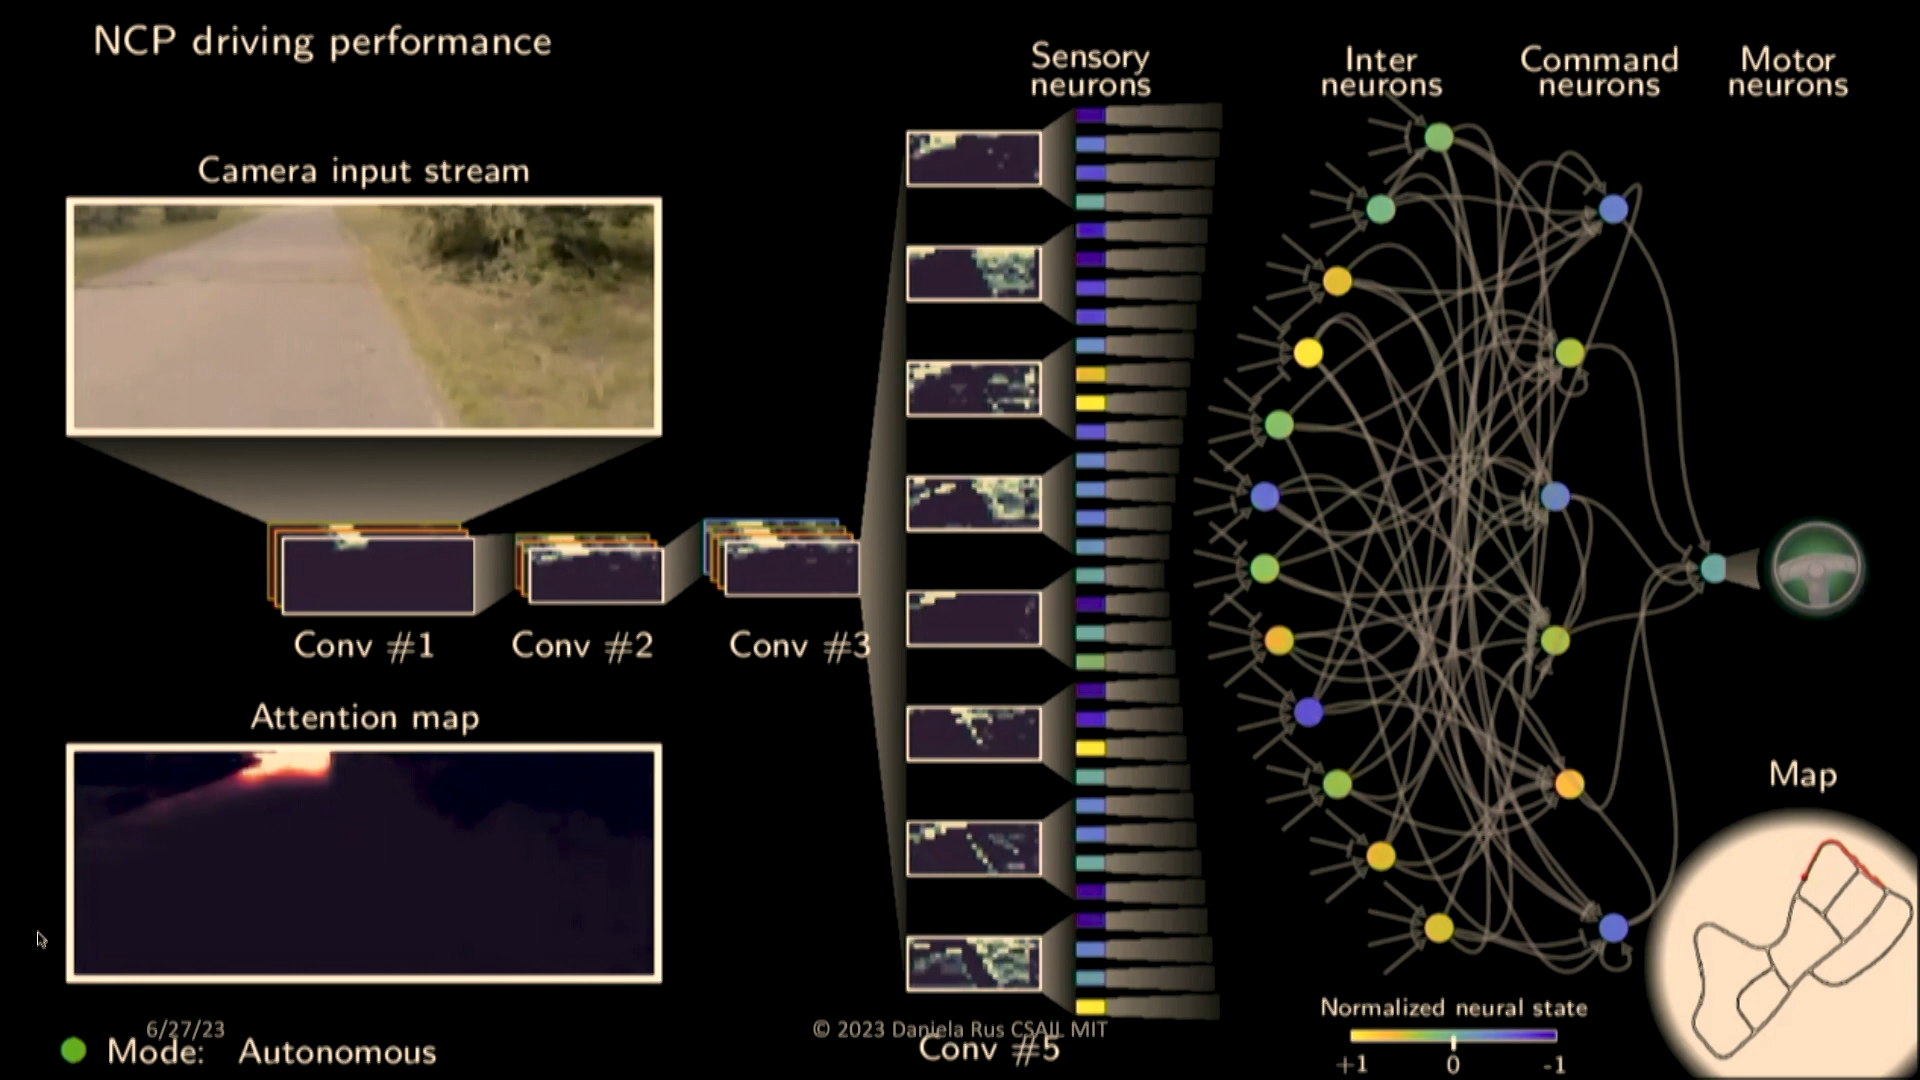 NCP driving performance
Sensory
neurons
Inter
neurons
Command
neurons
Motor
neurons
Camera input stream
Conv #1
Conv #2
Conv #3
Attention map
Map
Normalized neural state
+1
0
-1
6/27/23
© 2023 Daniela Rus CSAIL MIT
Mode: Autonomous
Conv #5